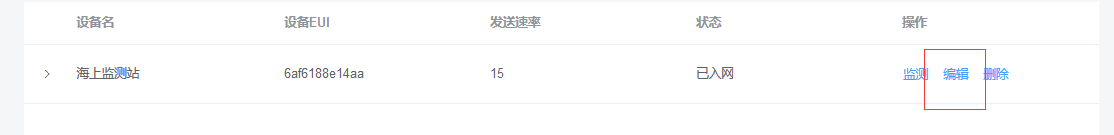 设备名 设备EUI 发送速率 状态 操作
海上监测站 6af6188e14aa 15 已入网 监测 编辑 删除